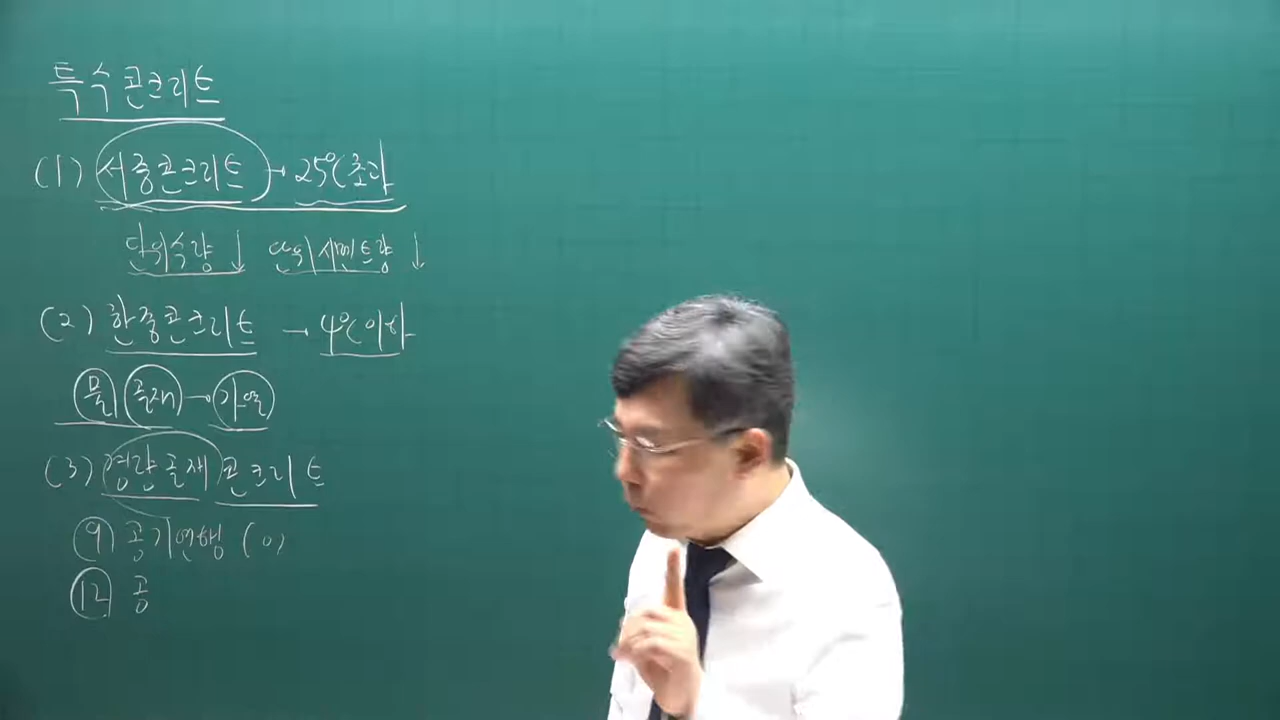 특수콘크리트
(1) 서중콘크리트 → 25℃초과
단위수량 ↓ 단위시멘트량 ↓
(2) 한중콘크리트 → 4℃이하
물 골재 → 가열
(3) 경량골재콘크리트
9 공기연행 (0)
12 공